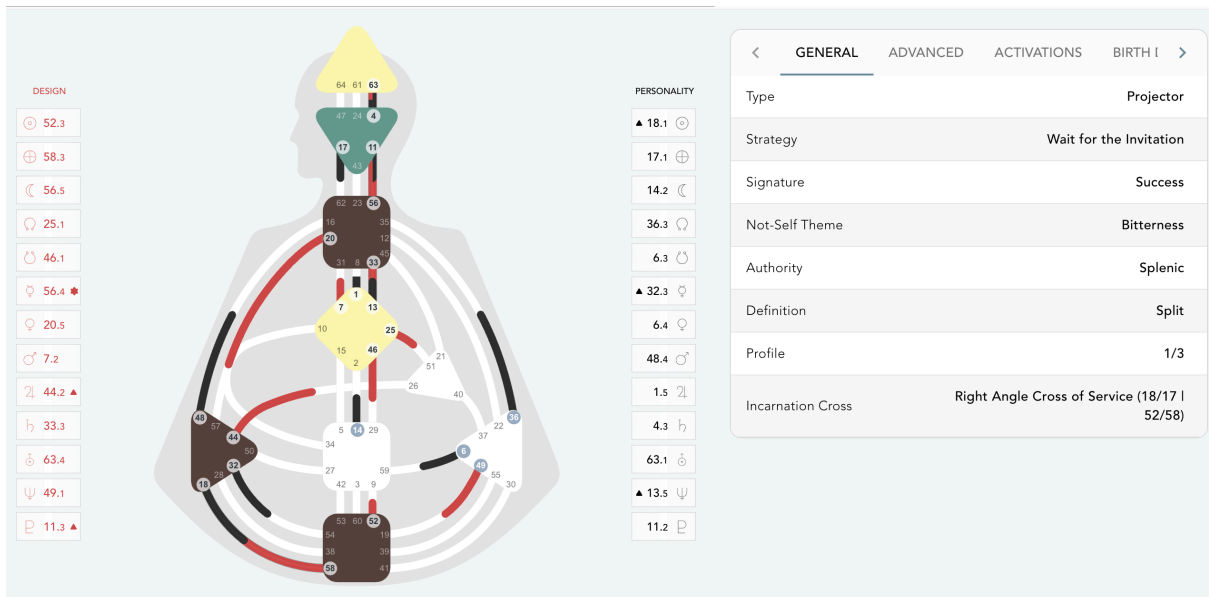 DESIGN
52.3
58.3
56.5
25.1
46.1
56.4
20.5
7.2
44.2
33.3
63.4
49.1
11.3
64 61 63
47 24 4
17 11
43
62 23 56
16 35
20 12
45
31 8 33
1
7 13
10 25
15 46
2
21
51
26 40
48 36
57 5 14 29 22
44 34 37
50 6
32 27 59 49
28 55
18 42 3 9 30
53 60 52
54 19
38 39
58 41
PERSONALITY
18.1
17.1
14.2
36.3
6.3
32.3
6.4
48.4
1.5
4.3
63.1
13.5
11.2
GENERAL ADVANCED ACTIVATIONS BIRTH
Type Projector
Strategy Wait for the Invitation
Signature Success
Not-Self Theme Bitterness
Authority Splenic
Definition Split
Profile 1/3
Incarnation Cross Right Angle Cross of Service (18/17 |
52/58)